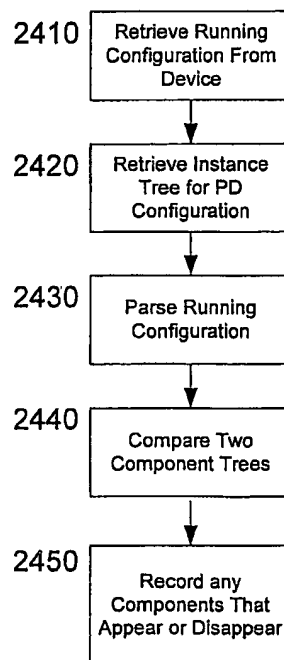 2410
Retrieve Running
Configuration From
Device
2420
Retrieve Instance
Tree for PD
Configuration
2430
Parse Running
Configuration
2440
Compare Two
Component Trees
2450
Record any
Components That
Appear or Disappear